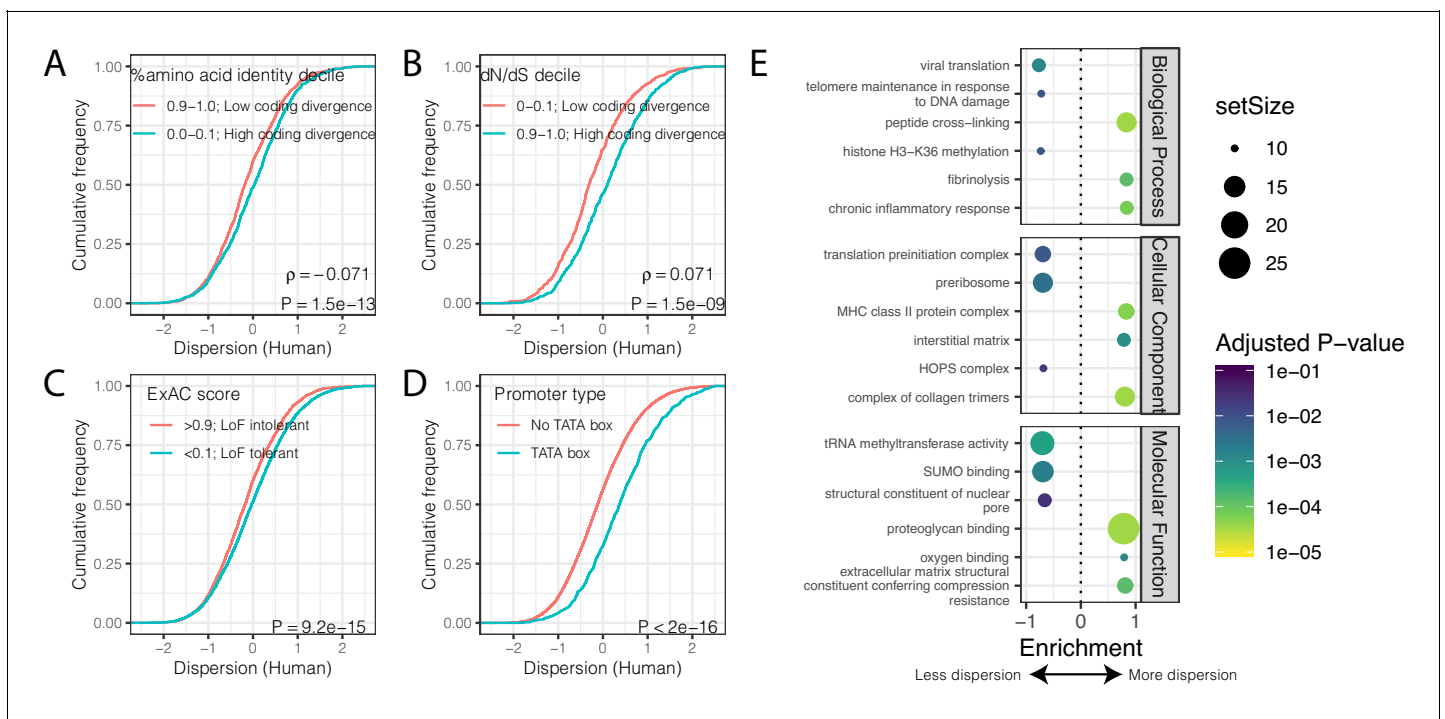 A
1.00
0.75
0.50
0.25
0.00
Cumulative frequency
%amino acid identity decile
0.9−1.0; Low coding divergence
0.0−0.1; High coding divergence
ρ = −0.071
P = 1.5e−13
−2 −1 0 1 2
Dispersion (Human)
B
1.00
0.75
0.50
0.25
0.00
Cumulative frequency
dN/dS decile
0−0.1; Low coding divergence
0.9−1.0; High coding divergence
ρ = 0.071
P = 1.5e−09
−2 −1 0 1 2
Dispersion (Human)
C
1.00
0.75
0.50
0.25
0.00
Cumulative frequency
ExAC score
>0.9; LoF intolerant
<0.1; LoF tolerant
P = 9.2e−15
−2 −1 0 1 2
Dispersion (Human)
D
1.00
0.75
0.50
0.25
0.00
Cumulative frequency
Promoter type
No TATA box
TATA box
P < 2e−16
−2 −1 0 1 2
Dispersion (Human)
E
viral translation
telomere maintenance in response
to DNA damage
peptide cross−linking
histone H3−K36 methylation
fibrinolysis
chronic inflammatory response
Biological Process
translation preinitiation complex
preribosome
MHC class II protein complex
interstitial matrix
HOPS complex
complex of collagen trimers
Cellular Component
tRNA methyltransferase activity
SUMO binding
structural constituent of nuclear
pore
proteoglycan binding
oxygen binding
extracellular matrix structural
constituent conferring compression
resistance
Molecular Function
−1 0 1
Enrichment
Less dispersion More dispersion
setSize
10
15
20
25
Adjusted P−value
1e−01
1e−02
1e−03
1e−04
1e−05